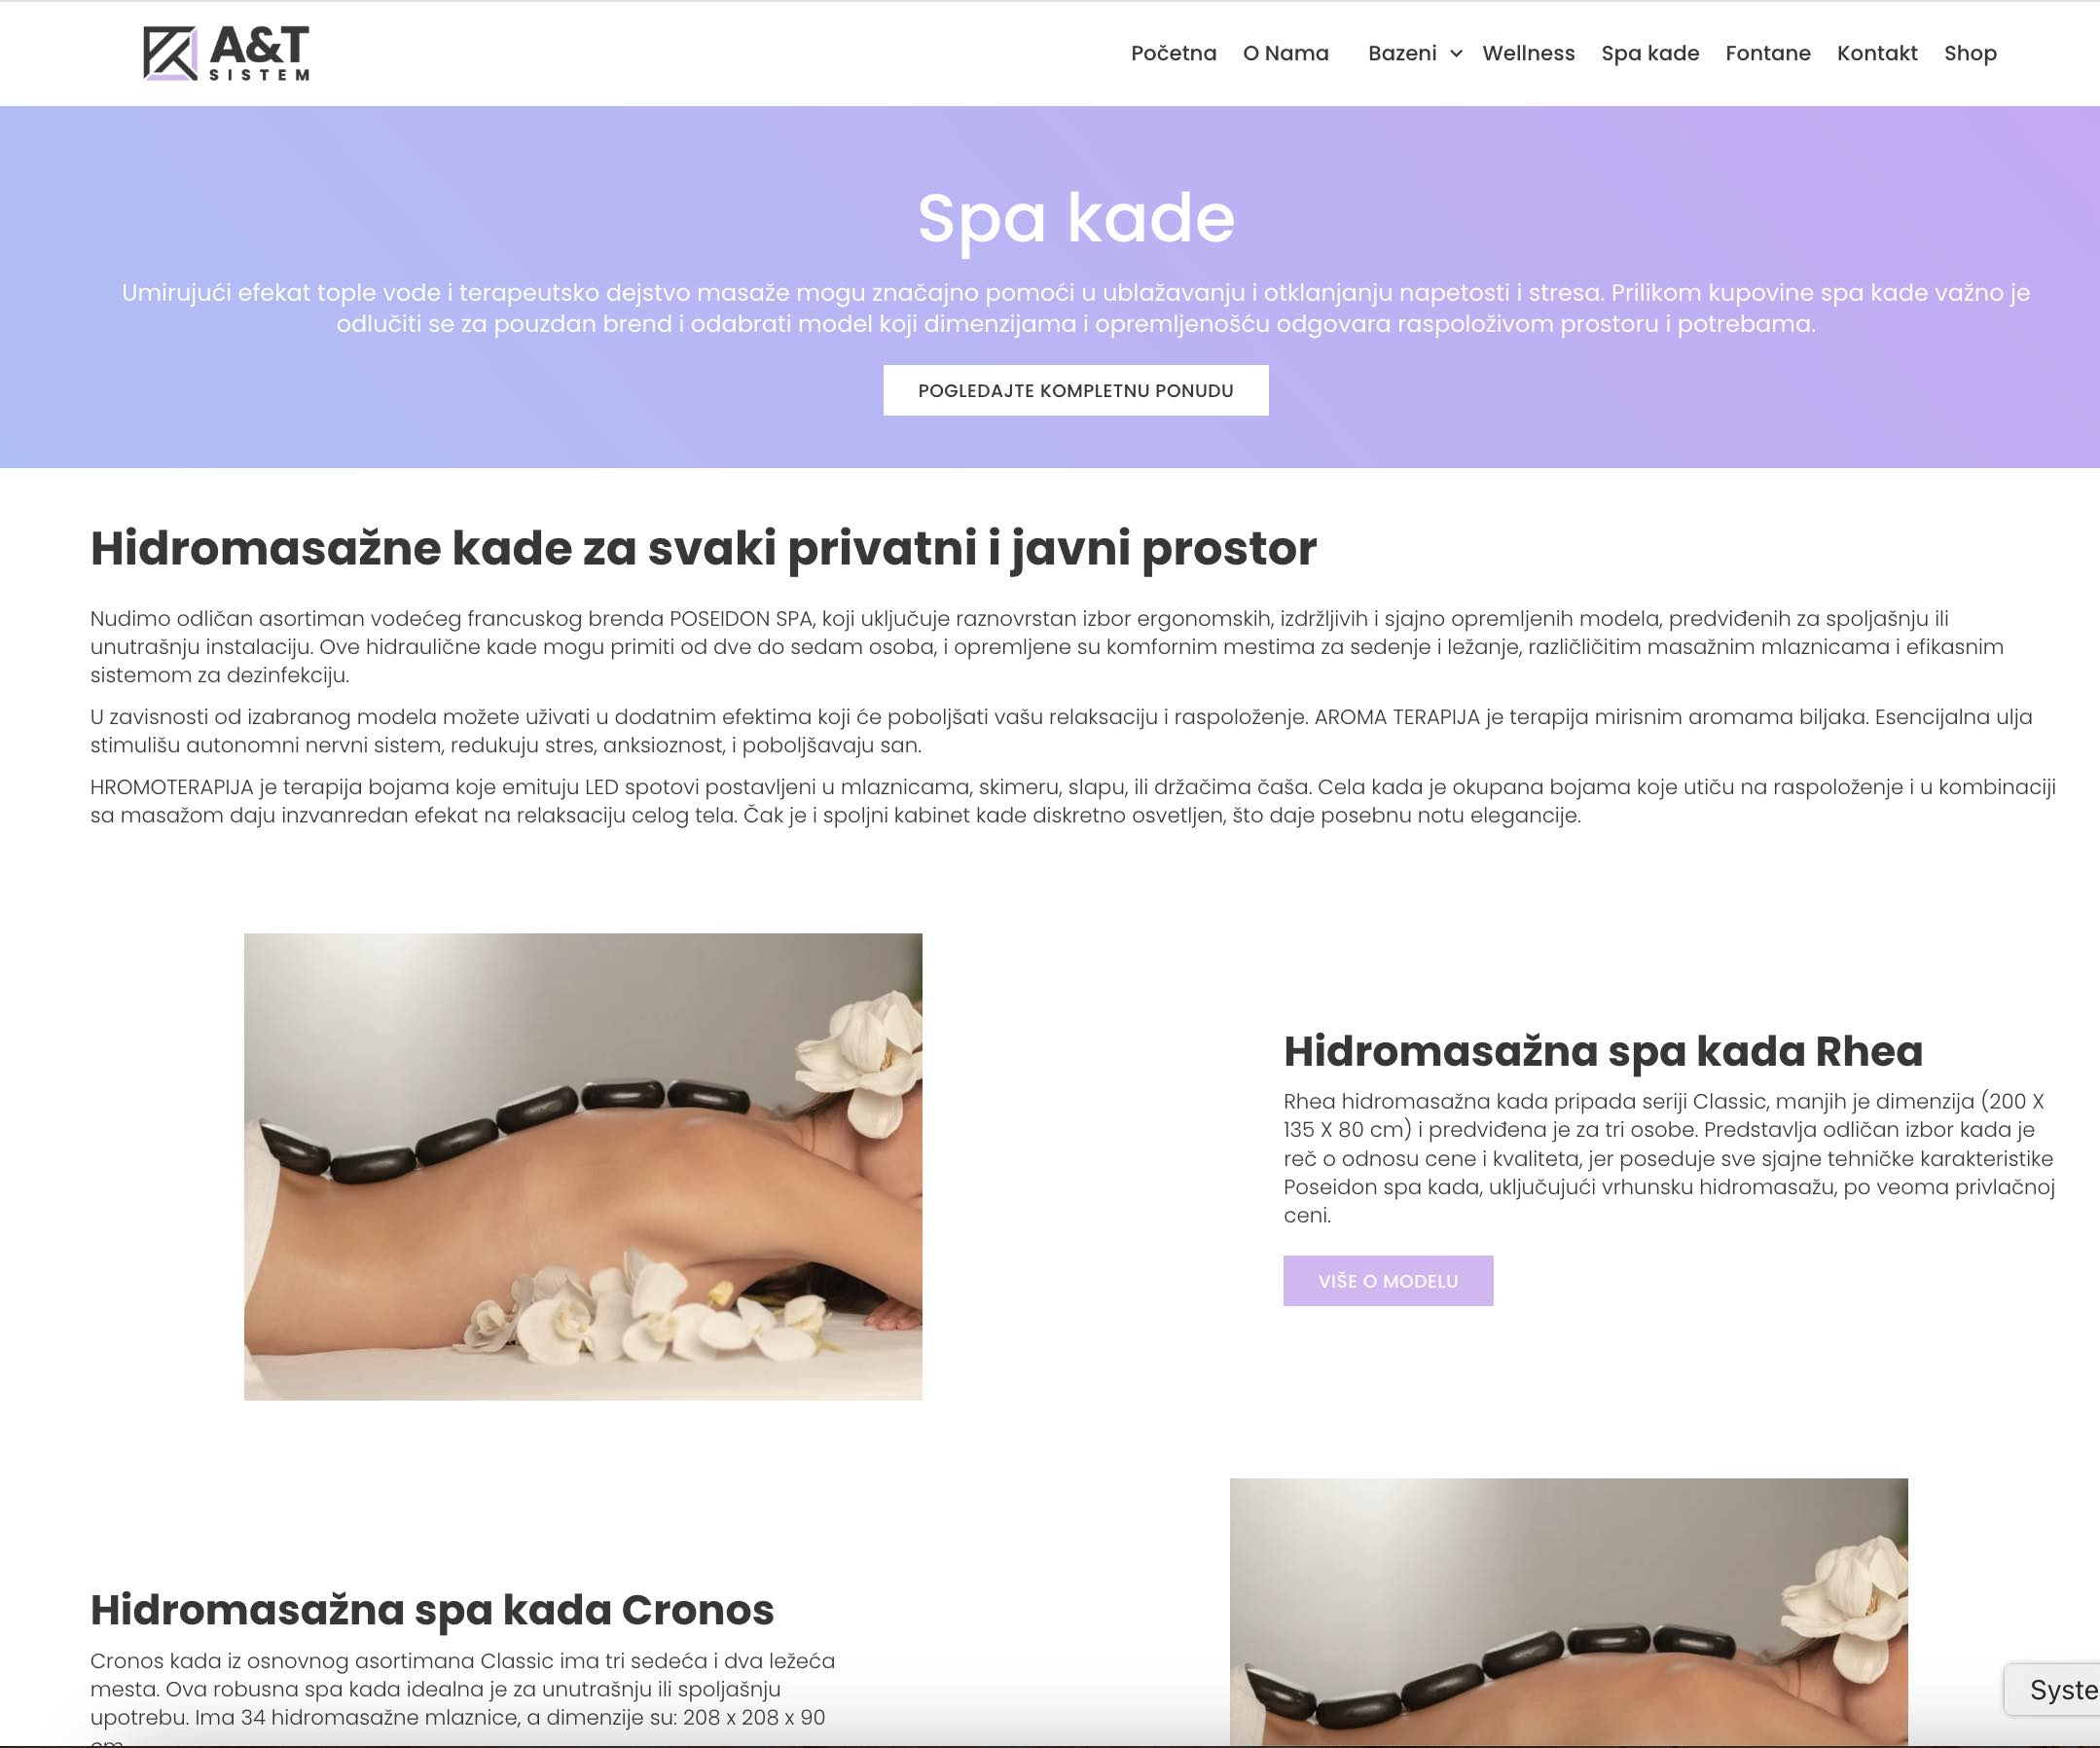 A&T
SISTEM
Početna O Nama Bazeni Wellness Spa kade Fontane Kontakt Shop
Spa kade
Umirujući efekat tople vode i terapeutsko dejstvo masaže mogu značajno pomoći u ublažavanju i otklanjanju napetosti i stresa. Prilikom kupovine spa kade važno je
odlučiti se za pouzdan brend i odabrati model koji dimenzijama i opremljenošću odgovara raspoloživom prostoru i potrebama.
POGLEDAJTE KOMPLETNU PONUDU
Hidromasažne kade za svaki privatni i javni prostor
Nudimo odličan asortiman vodećeg francuskog brenda POSEIDON SPA, koji uključuje raznovrstan izbor ergonomskih, izdržljivih i sjajno opremljenih modela, predviđenih za spoljašnju ili
unutrašnju instalaciju. Ove hidraulične kade mogu primiti od dve do sedam osoba, i opremljene su komfornim mestima za sedenje i ležanje, različličitim masažnim mlaznicama i efikasnim
sistemom za dezinfekciju.
U zavisnosti od izabranog modela možete uživati u dodatnim efektima koji će poboljšati vašu relaksaciju i raspoloženje. AROMA TERAPIJA je terapija mirisnim aromama biljaka. Esencijalna ulja
stimulišu autonomni nervni sistem, redukuju stres, anksioznost, i poboljšavaju san.
HROMOTERAPIJA je terapija bojama koje emituju LED spotovi postavljeni u mlaznicama, skimeru, slapu, ili držačima čaša. Cela kada je okupana bojama koje utiču na raspoloženje i u kombinaciji
sa masažom daju inzvanredan efekat na relaksaciju celog tela. Čak je i spoljni kabinet kade diskretno osvetljen, što daje posebnu notu elegancije.
Hidromasažna spa kada Rhea
Rhea hidromasažna kada pripada seriji Classic, manjih je dimenzija (200 X
135 X 80 cm) i predviđena je za tri osobe. Predstavlja odličan izbor kada je
reč o odnosu cene i kvaliteta, jer poseduje sve sjajne tehničke karakteristike
Poseidon spa kada, uključujući vrhunsku hidromasažu, po veoma privlačnoj
ceni.
VIŠE O MODELU
Hidromasažna spa kada Cronos
Cronos kada iz osnovnog asortimana Classic ima tri sedeća i dva ležeća
mesta. Ova robusna spa kada idealna je za unutrašnju ili spoljašnju
upotrebu. Ima 34 hidromasažne mlaznice, a dimenzije su: 208 x 208 x 90
cm
Syste